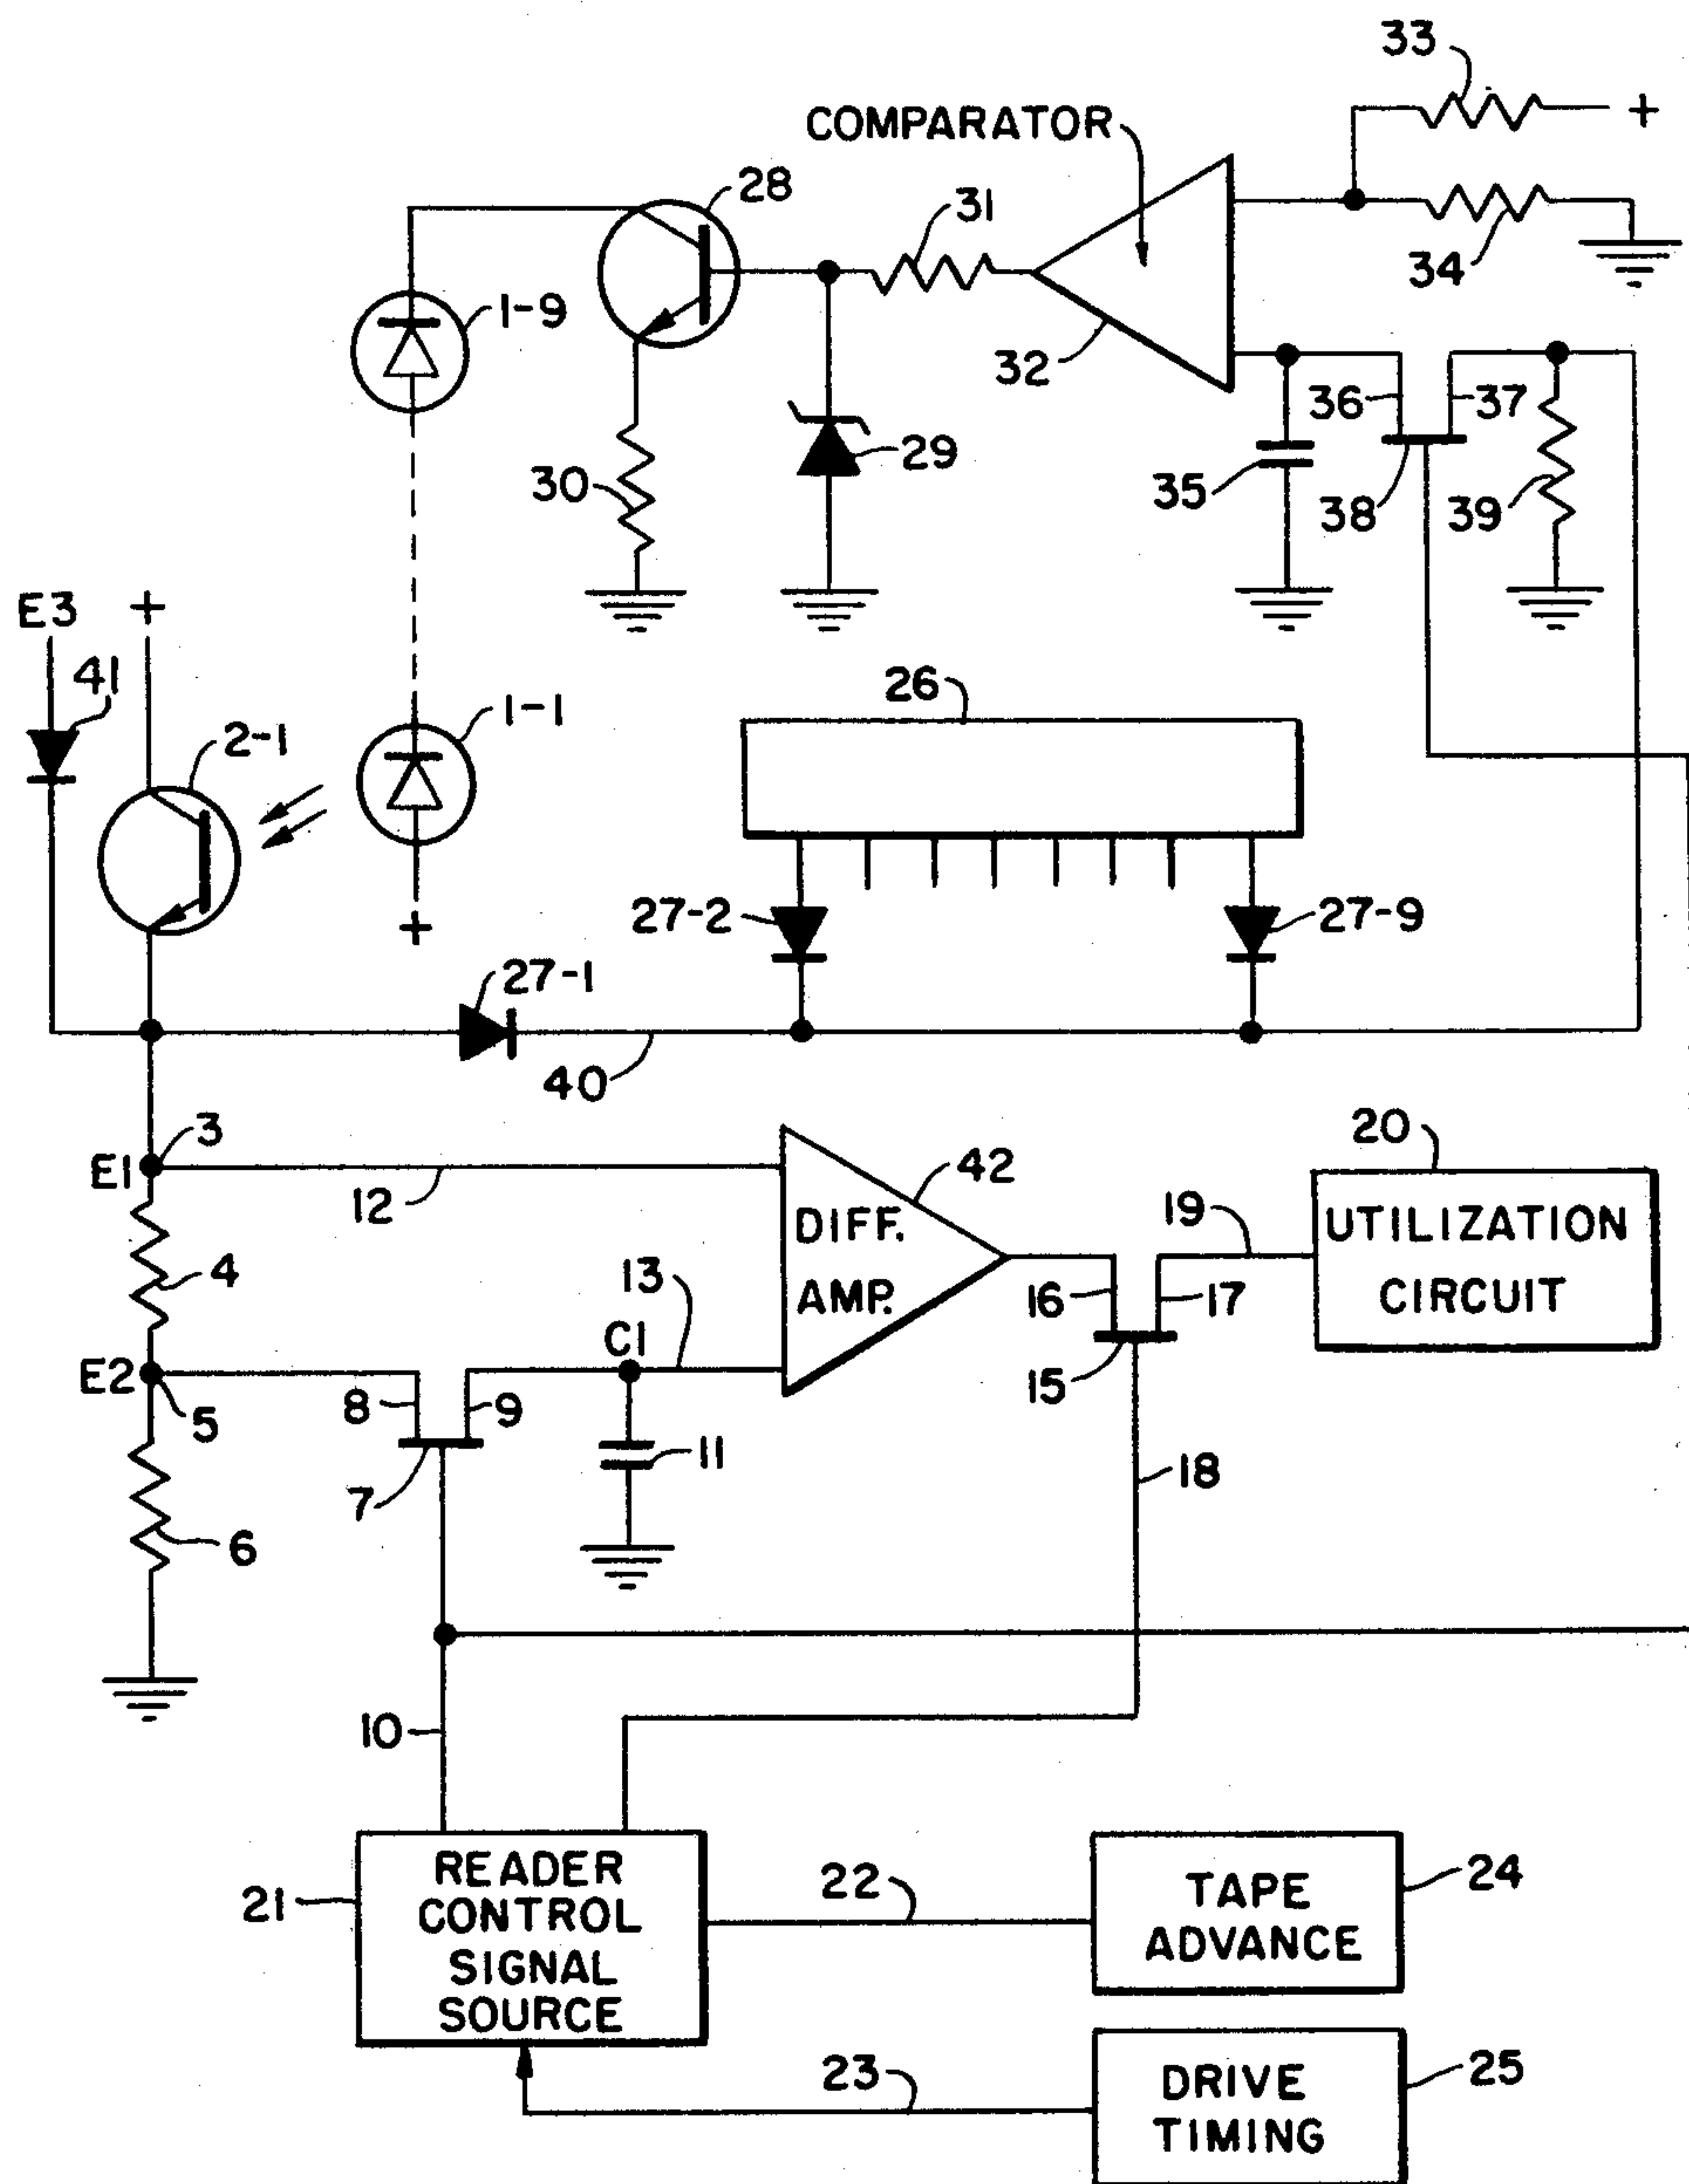 33
COMPARATOR
+
28
31
34
1-9
32
36
37
29
30
35
38
39
E3
+
41
26
1-1
2-1
27-2
27-9
+
27-1
40
3
20
E1
42
12
DIFF.
AMP.
19
UTILIZATION
CIRCUIT
4
13
16
17
C1
E2
8
9
15
5
11
18
7
6
10
READER
CONTROL
SIGNAL
SOURCE
21
22
TAPE
ADVANCE
24
23
DRIVE
TIMING
25